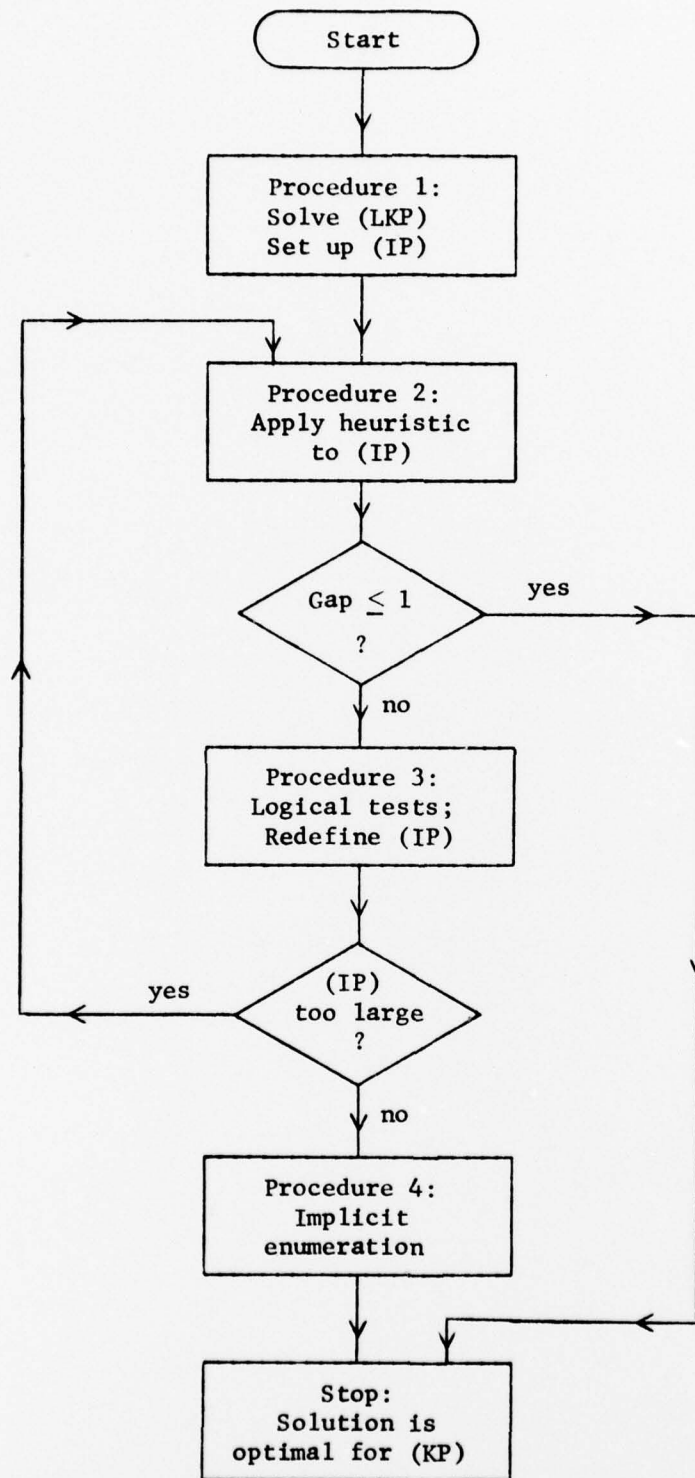 Start
Procedure 1:
Solve (LKP)
Set up (IP)
Procedure 2:
Apply heuristic
to (IP)
Gap ≤ 1
?
yes
no
Procedure 3:
Logical tests;
Redefine (IP)
(IP)
too large
?
yes
no
Procedure 4:
Implicit
enumeration
Stop:
Solution is
optimal for (KP)